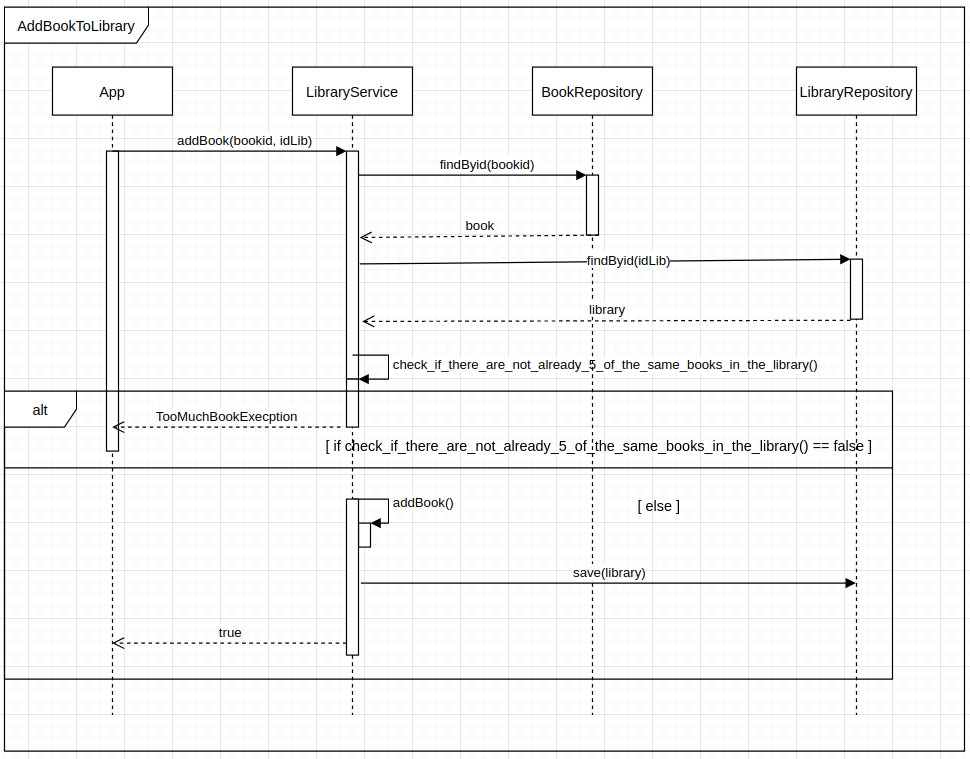 AddBookToLibrary
App
LibraryService
BookRepository
LibraryRepository
addBook(bookid, idLib)
findByid(bookid)
book
findByid(idLib)
library
check_if_there_are_not_already_5_of_the_same_books_in_the_library()
alt
TooMuchBookExecption
[ if check_if_there_are_not_already_5_of_the_same_books_in_the_library() == false ]
addBook()
[ else ]
save(library)
true